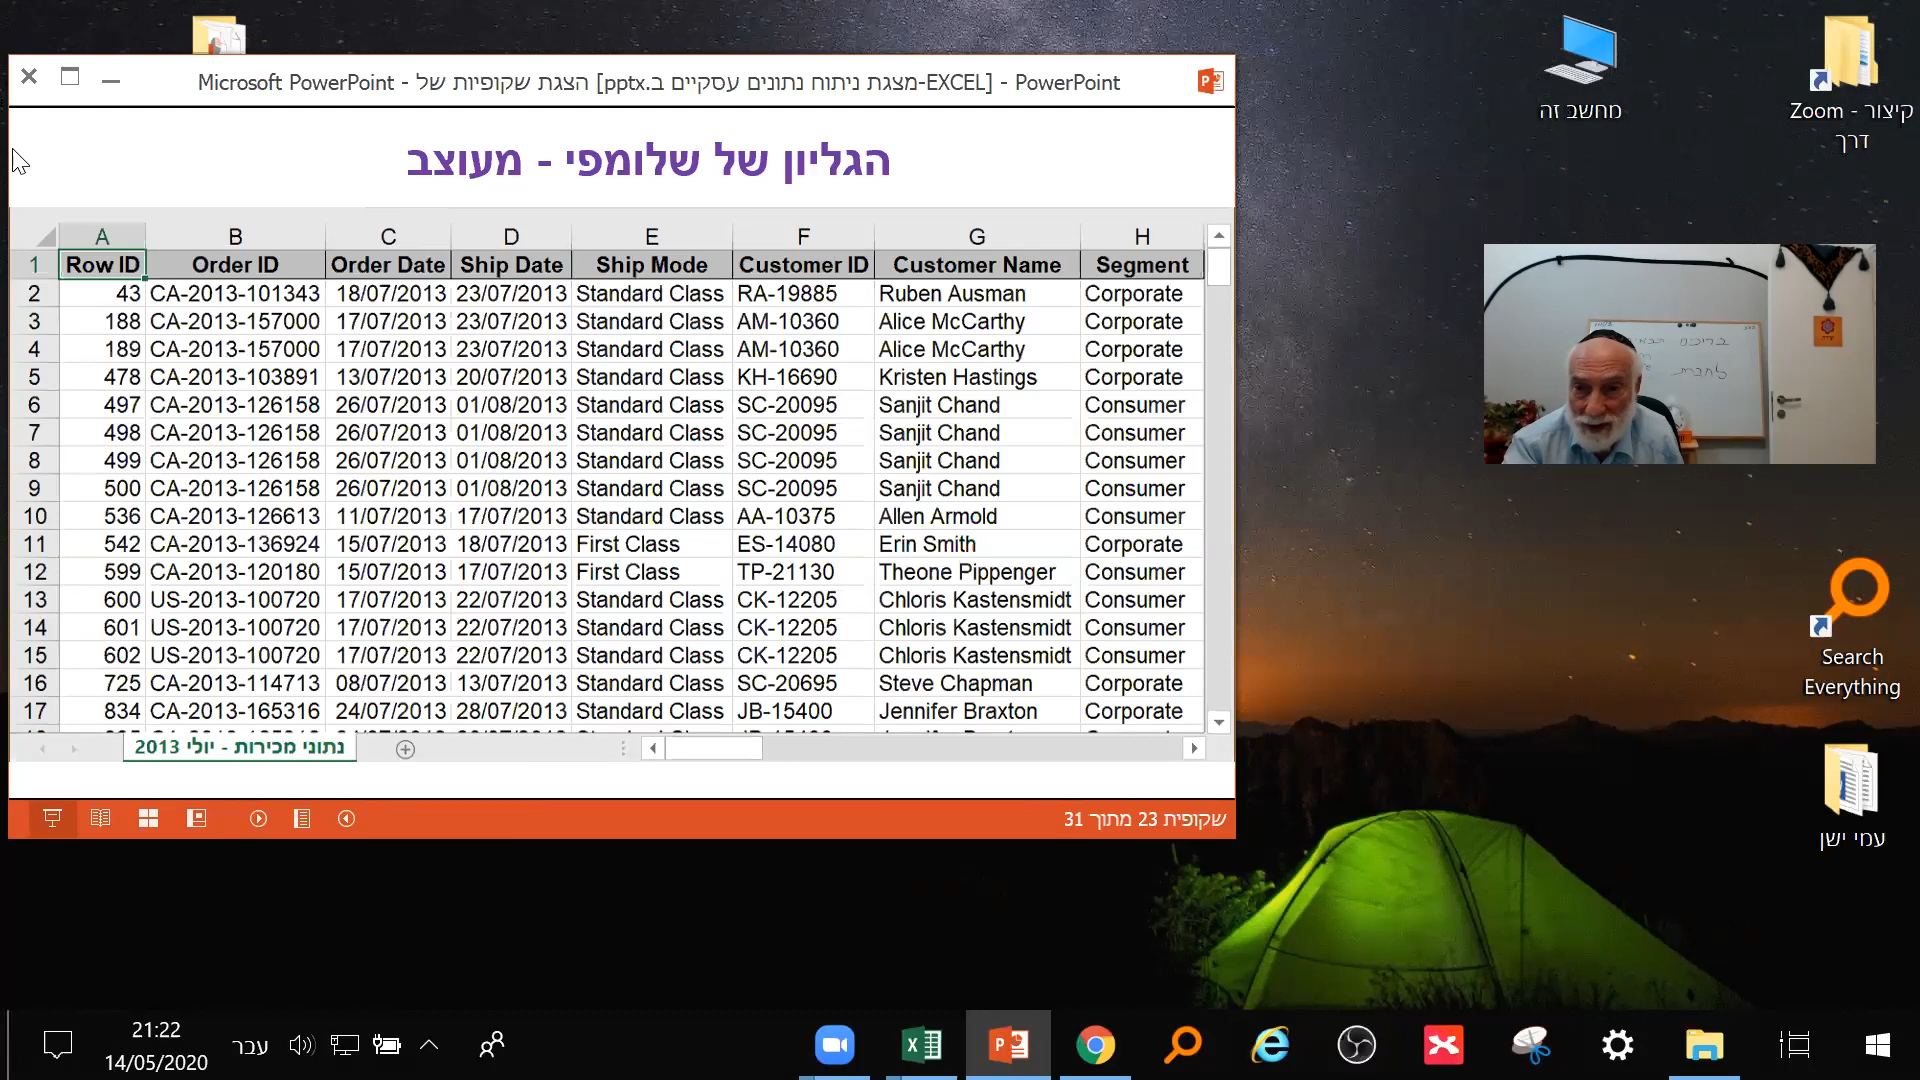 מצגת ניתוח נתונים עסקיים ב-EXCEL.pptx] הצגת שקופיות של PowerPoint - [Microsoft PowerPoint -
הגליון של שלומפי - מעוצב
A B C D E F G H
1 Row ID Order ID Order Date Ship Date Ship Mode Customer ID Customer Name Segment
2 43 CA-2013-101343 18/07/2013 23/07/2013 Standard Class RA-19885 Ruben Ausman Corporate
3 188 CA-2013-157000 17/07/2013 23/07/2013 Standard Class AM-10360 Alice McCarthy Corporate
4 189 CA-2013-157000 17/07/2013 23/07/2013 Standard Class AM-10360 Alice McCarthy Corporate
5 478 CA-2013-103891 13/07/2013 20/07/2013 Standard Class KH-16690 Kristen Hastings Corporate
6 497 CA-2013-126158 26/07/2013 01/08/2013 Standard Class SC-20095 Sanjit Chand Consumer
7 498 CA-2013-126158 26/07/2013 01/08/2013 Standard Class SC-20095 Sanjit Chand Consumer
8 499 CA-2013-126158 26/07/2013 01/08/2013 Standard Class SC-20095 Sanjit Chand Consumer
9 500 CA-2013-126158 26/07/2013 01/08/2013 Standard Class SC-20095 Sanjit Chand Consumer
10 536 CA-2013-126613 11/07/2013 17/07/2013 Standard Class AA-10375 Allen Armold Consumer
11 542 CA-2013-136924 15/07/2013 18/07/2013 First Class ES-14080 Erin Smith Corporate
12 599 CA-2013-120180 15/07/2013 17/07/2013 First Class TP-21130 Theone Pippenger Consumer
13 600 US-2013-100720 17/07/2013 22/07/2013 Standard Class CK-12205 Chloris Kastensmidt Consumer
14 601 US-2013-100720 17/07/2013 22/07/2013 Standard Class CK-12205 Chloris Kastensmidt Consumer
15 602 US-2013-100720 17/07/2013 22/07/2013 Standard Class CK-12205 Chloris Kastensmidt Consumer
16 725 CA-2013-114713 08/07/2013 13/07/2013 Standard Class SC-20695 Steve Chapman Corporate
17 834 CA-2013-165316 24/07/2013 28/07/2013 Standard Class JB-15400 Jennifer Braxton Corporate
נתוני מכירות - יולי 2013
שקופית 23 מתוך 31
מחשב זה
קיצור - Zoom
דרך
ברוכים הבאים
Search
Everything
עמי ישן
עבר
21:22
14/05/2020